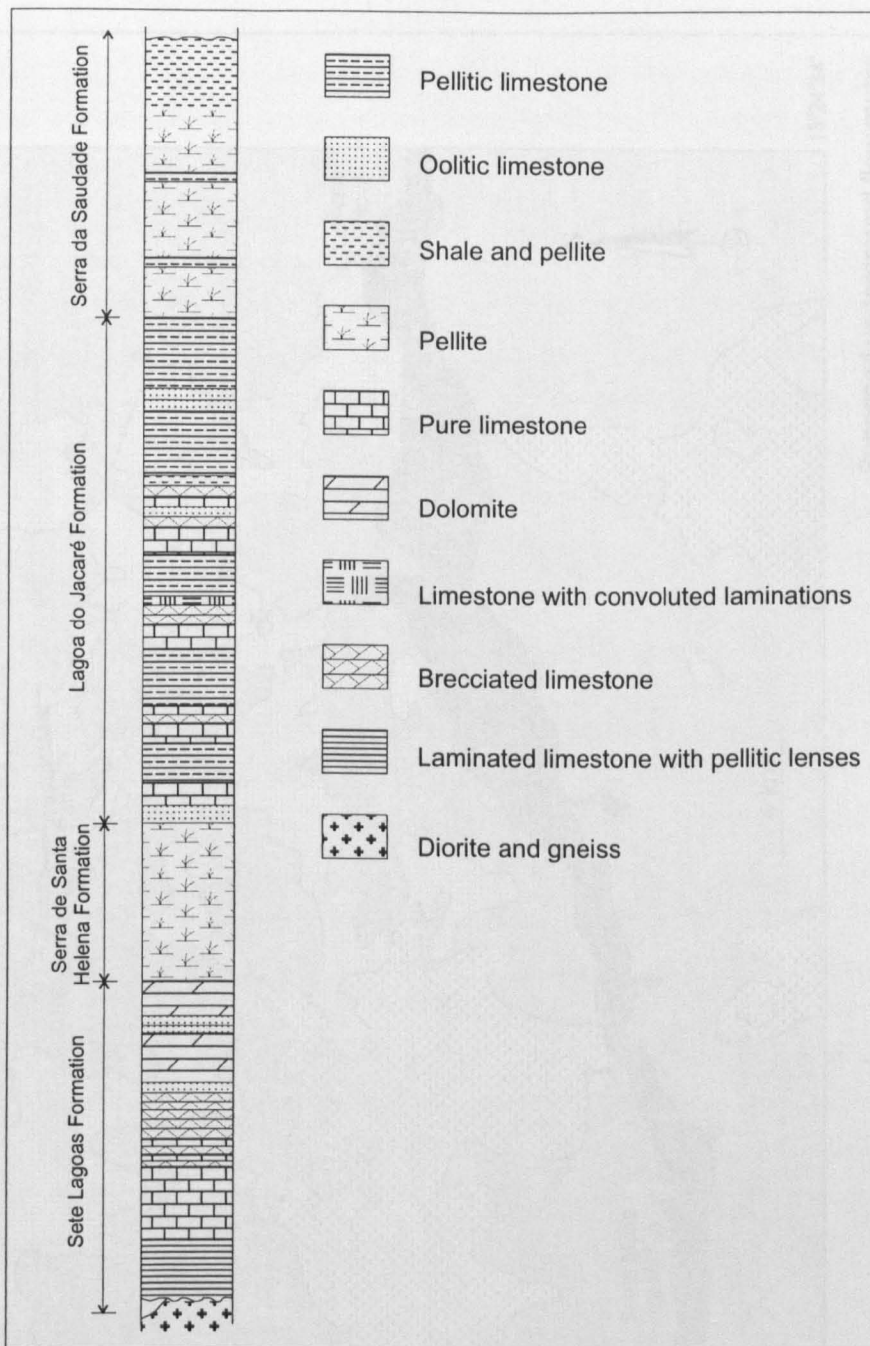 Serra da Saudade Formation
Lagoa do Jacaré Formation
Serra de Santa
Helena Formation
Sete Lagoas Formation
Pellitic limestone
Oolitic limestone
Shale and pellite
Pellite
Pure limestone
Dolomite
Limestone with convoluted laminations
Brecciated limestone
Laminated limestone with pellitic lenses
Diorite and gneiss